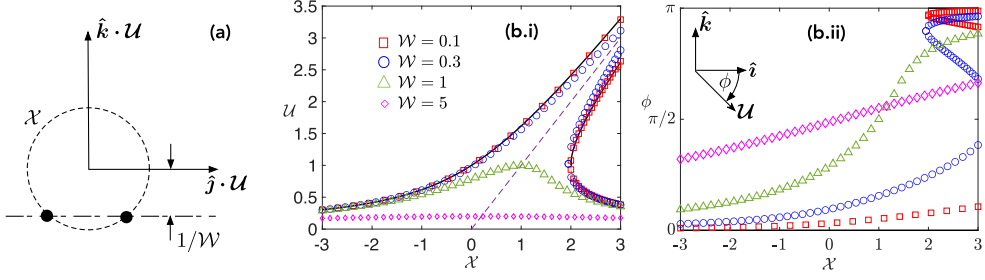 k̂ · 𝒰
(a)
𝒳
ĵ · 𝒰
1/𝒲
(b.i)
𝒲 = 0.1
𝒲 = 0.3
𝒲 = 1
𝒲 = 5
𝒰
3.5
3
2.5
2
1.5
1
0.5
0
-3 -2 -1 0 1 2 3
𝒳
(b.ii)
k̂
î
ϕ
𝒰
ϕ
π
π/2
0
-3 -2 -1 0 1 2 3
𝒳